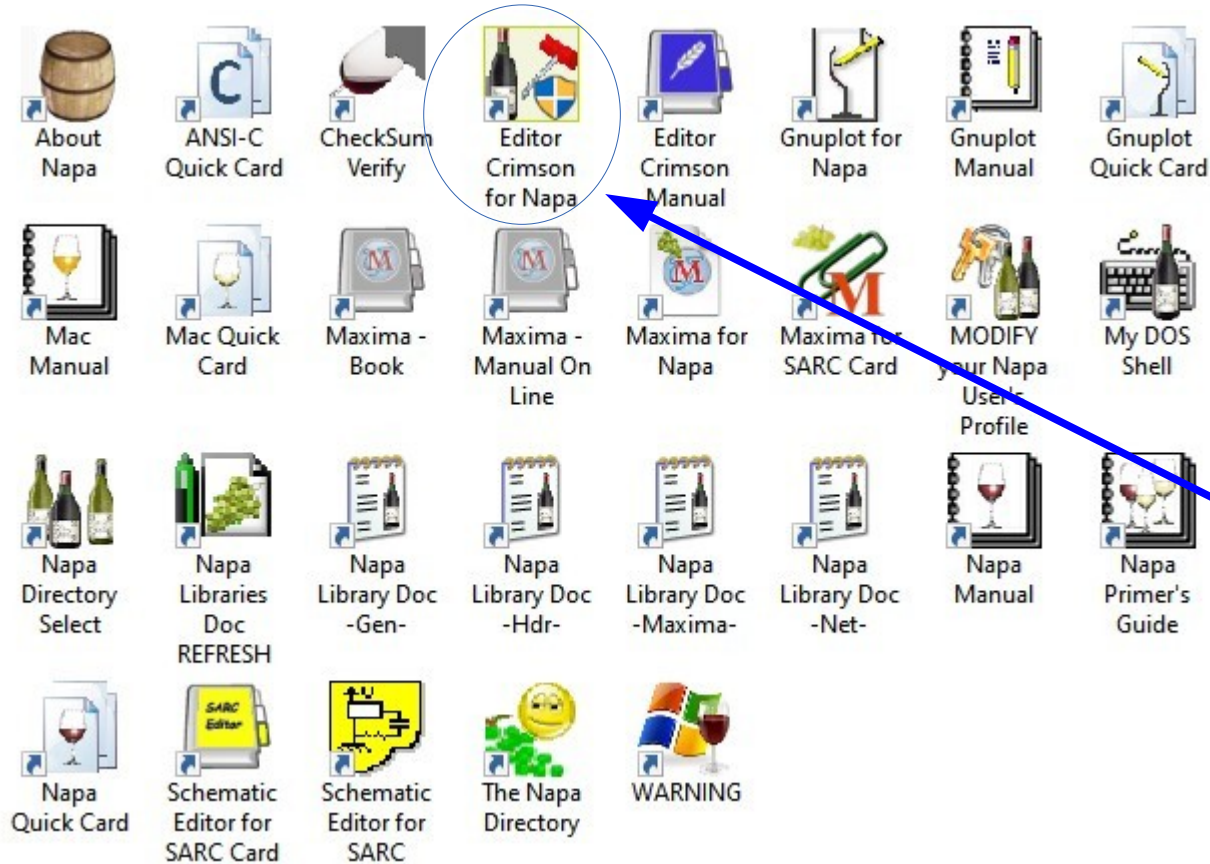 C
About Napa
ANSI-C Quick Card
CheckSum Verify
Editor Crimson for Napa
Editor Crimson Manual
Gnuplot for Napa
Gnuplot Manual
Gnuplot Quick Card
M
M
M
M
Mac Manual
Mac Quick Card
Maxima - Book
Maxima - Manual On Line
Maxima for Napa
Maxima for SARC Card
MODIFY your Napa User's Profile
My DOS Shell
Napa Directory Select
Napa Libraries Doc REFRESH
Napa Library Doc -Gen-
Napa Library Doc -Hdr-
Napa Library Doc -Maxima-
Napa Library Doc -Net-
Napa Manual
Napa Primer's Guide
SARC Editor
U
Napa Quick Card
Schematic Editor for SARC Card
Schematic Editor for SARC
The Napa Directory
WARNING